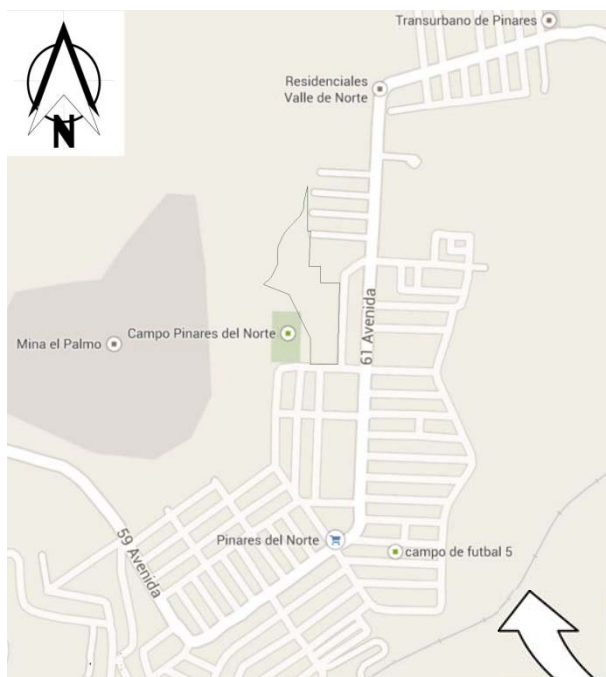 Transurbano de Pinares
Residenciales
Valle de Norte
N
61 Avenida
Campo Pinares del Norte
Mina el Palmo
59 Avenida
Pinares del Norte
campo de futbal 5